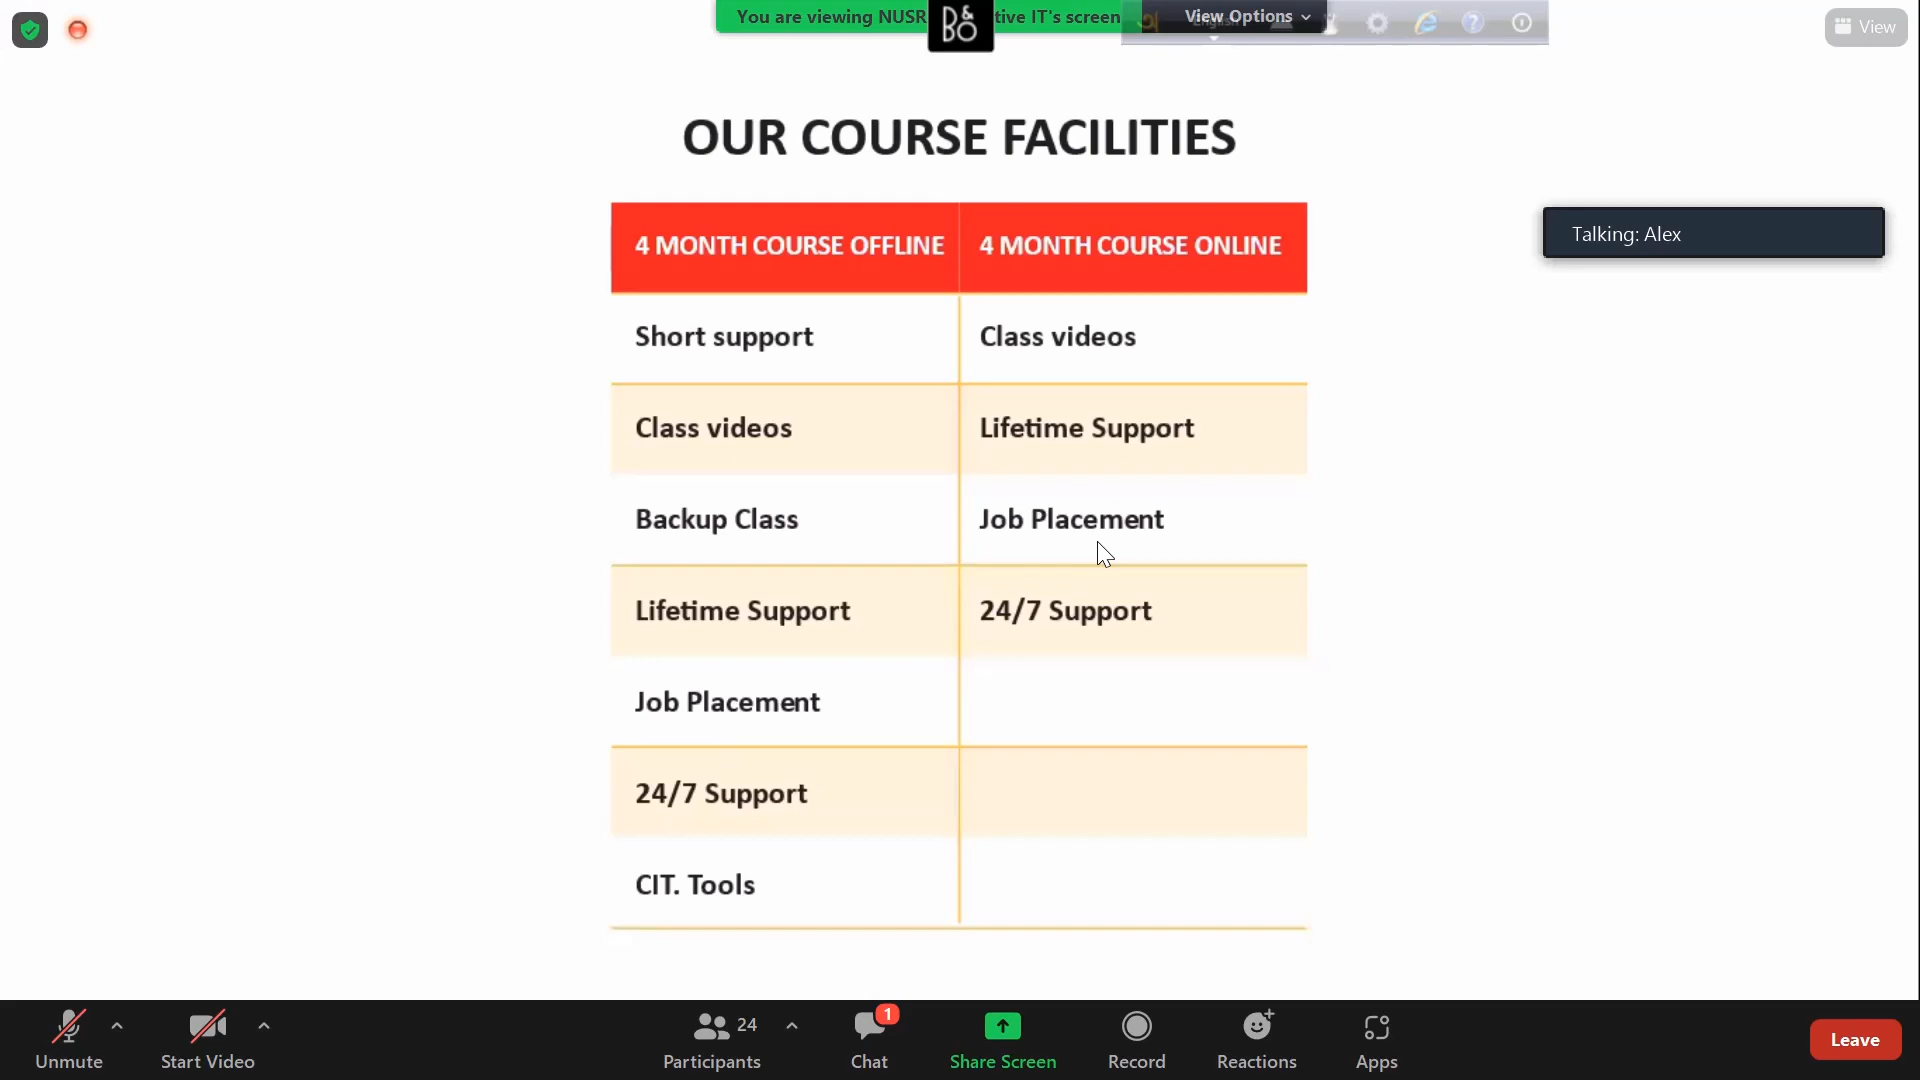 You are viewing NUSR
tive IT's screen
B&O
View Options
View
OUR COURSE FACILITIES
4 MONTH COURSE OFFLINE 4 MONTH COURSE ONLINE
Talking: Alex
Short support Class videos
Class videos Lifetime Support
Backup Class Job Placement
Lifetime Support 24/7 Support
Job Placement
24/7 Support
CIT. Tools
24
1
Unmute Start Video Participants Chat Share Screen Record Reactions Apps
Leave